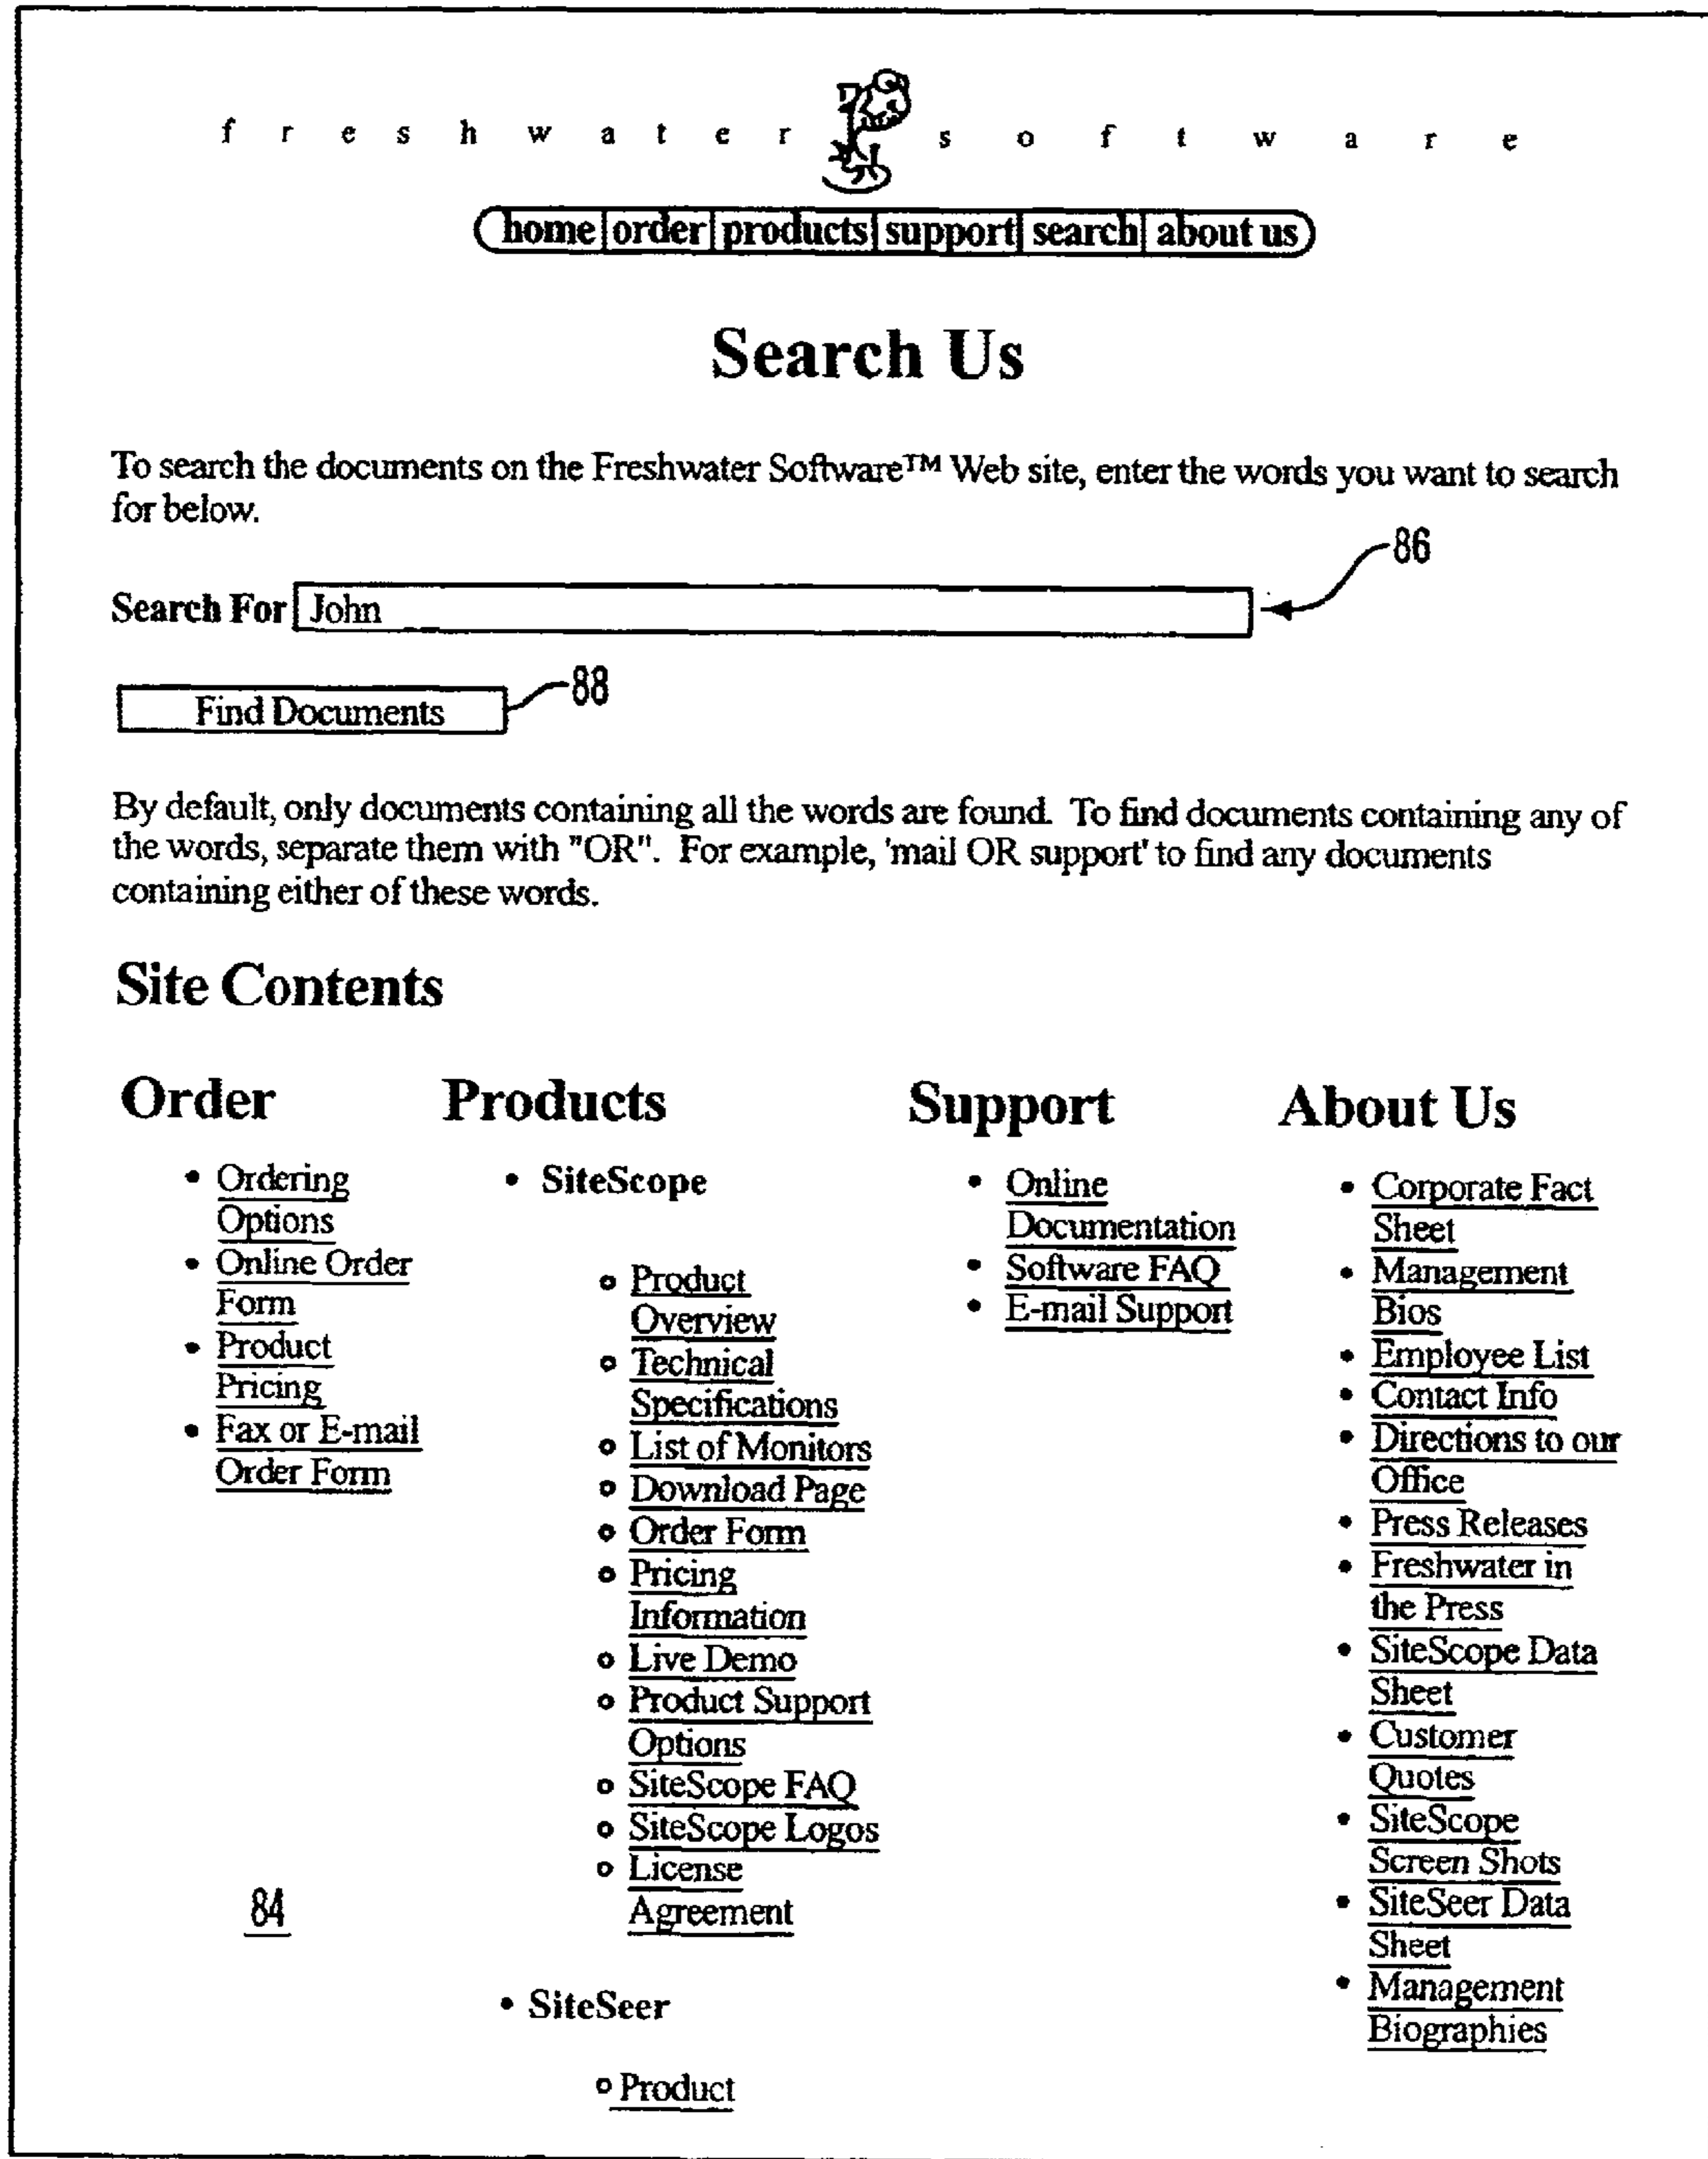 f r e s h w a t e r s o f t w a r e
home order products support search about us
Search Us
To search the documents on the Freshwater Software™ Web site, enter the words you want to search
for below.
86
Search For John
88
Find Documents
By default, only documents containing all the words are found. To find documents containing any of
the words, separate them with "OR". For example, 'mail OR support' to find any documents
containing either of these words.
Site Contents
Order
• Ordering
Options
• Online Order
Form
• Product
Pricing
• Fax or E-mail
Order Form
84
Products
• SiteScope
o Product
Overview
o Technical
Specifications
o List of Monitors
o Download Page
o Order Form
o Pricing
Information
o Live Demo
o Product Support
Options
o SiteScope FAQ
o SiteScope Logos
o License
Agreement
• SiteSeer
o Product
Support
• Online
Documentation
• Software FAQ
• E-mail Support
About Us
• Corporate Fact
Sheet
• Management
Bios
• Employee List
• Contact Info
• Directions to our
Office
• Press Releases
• Freshwater in
the Press
• SiteScope Data
Sheet
• Customer
Quotes
• SiteScope
Screen Shots
• SiteSeer Data
Sheet
• Management
Biographies